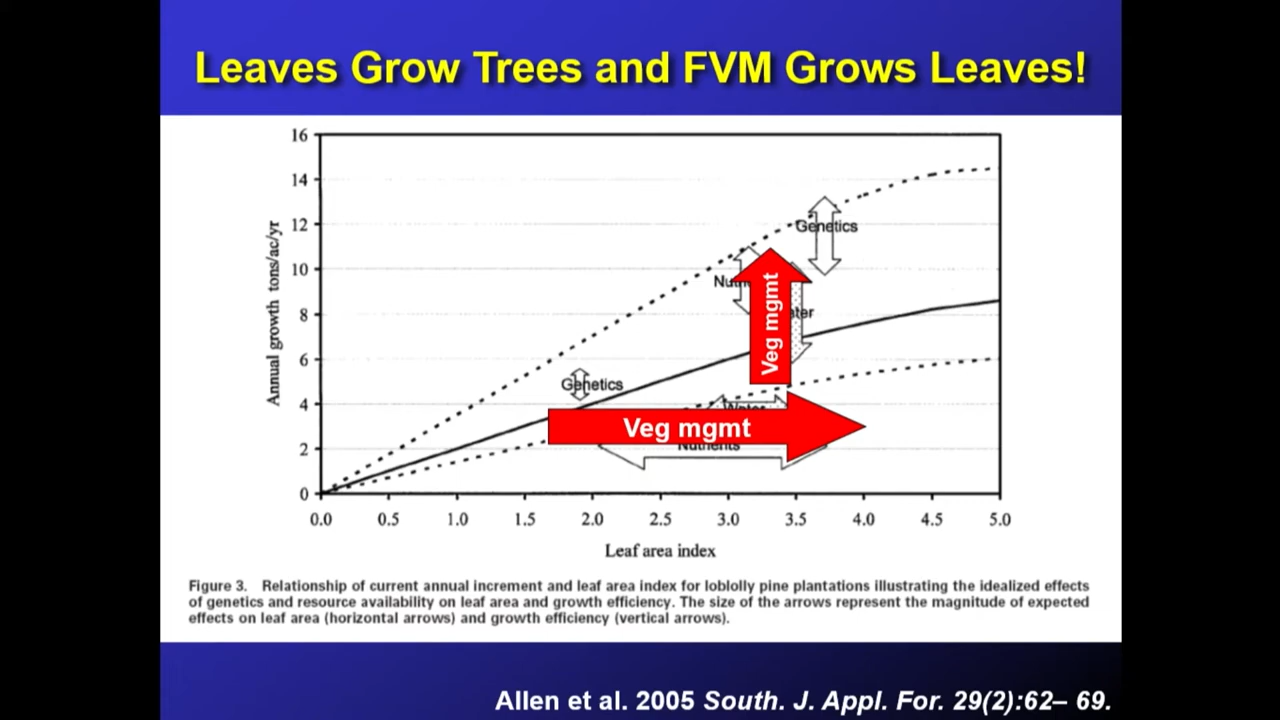 Leaves Grow Trees and FVM Grows Leaves!
16
14
12
10
8
6
4
2
0
Annual growth tons/ac/yr
Genetics
Veg mgmt
Genetics
Water
Veg mgmt
Nutrients
0.0 0.5 1.0 1.5 2.0 2.5 3.0 3.5 4.0 4.5 5.0
Leaf area index
Figure 3. Relationship of current annual increment and leaf area index for loblolly pine plantations illustrating the idealized effects
of genetics and resource availability on leaf area and growth efficiency. The size of the arrows represent the magnitude of expected
effects on leaf area (horizontal arrows) and growth efficiency (vertical arrows).
Allen et al. 2005 South. J. Appl. For. 29(2):62– 69.